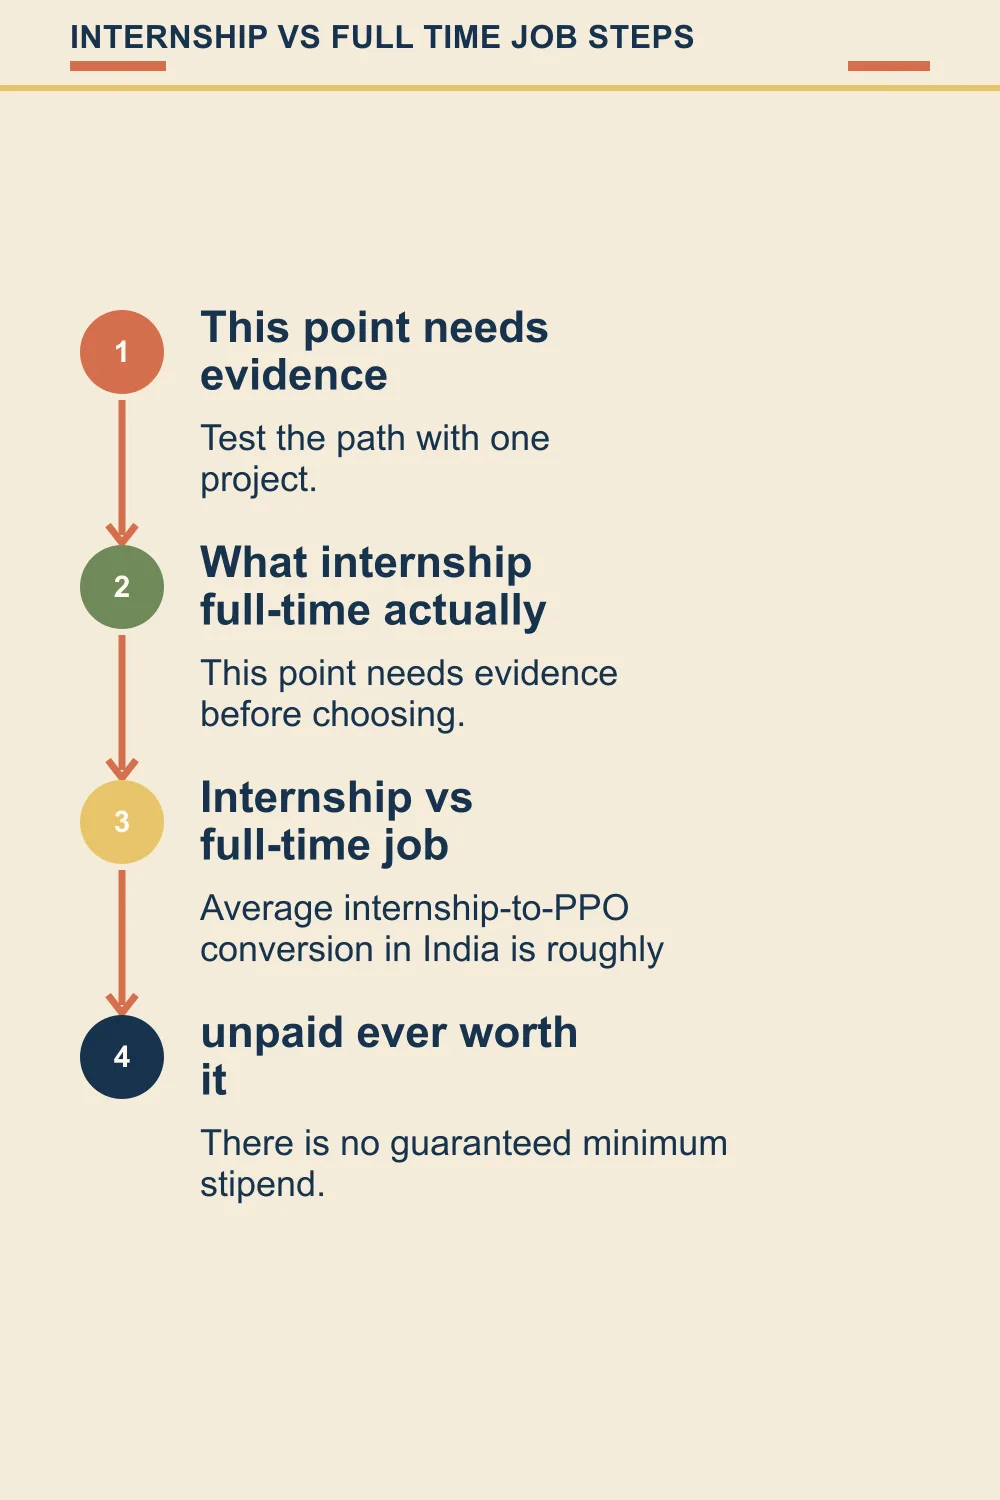 INTERNSHIP VS FULL TIME JOB STEPS
1
This point needs
evidence
Test the path with one
project.
2
What internship
full-time actually
This point needs evidence
before choosing.
3
Internship vs
full-time job
Average internship-to-PPO
conversion in India is roughly
4
unpaid ever worth
it
There is no guaranteed minimum
stipend.